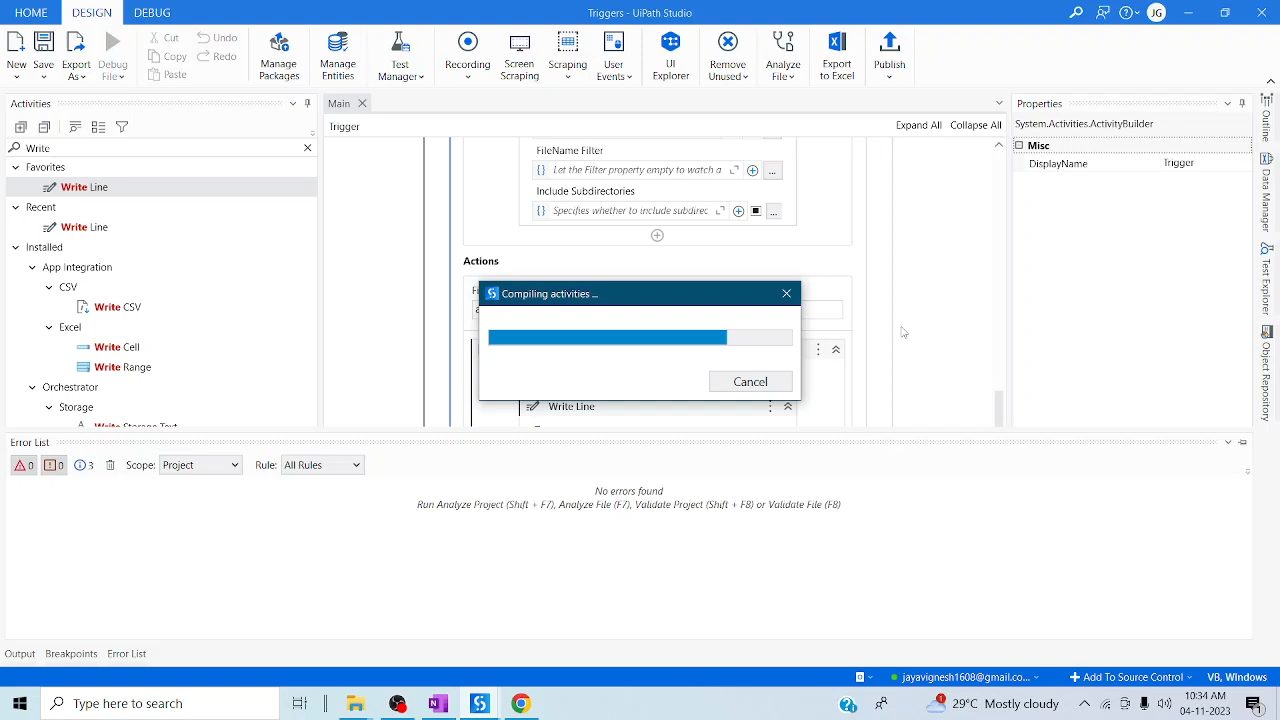 HOME DESIGN DEBUG
Triggers - UiPath Studio
JG
New
Save
Export As
Debug File
Cut
Copy
Paste
Undo
Redo
Manage Packages
Manage Entities
Test Manager
Recording
Screen Scraping
Scraping
User Events
UI Explorer
Remove Unused
Analyze File
Export to Excel
Publish
Activities
Write
Favorites
Write Line
Recent
Write Line
Installed
App Integration
CSV
Write CSV
Excel
Write Cell
Write Range
Orchestrator
Storage
Write Storage Text
Main
Trigger
Expand All Collapse All
FileName Filter
Let the Filter property empty to watch a
Include Subdirectories
Specifies whether to include subdirec
Actions
Compiling activities ...
Cancel
Write Line
Properties
System.Activities.ActivityBuilder
Misc
DisplayName Trigger
Outline
Data Manager
Test Explorer
Object Repository
Error List
0 0 3 Scope: Project Rule: All Rules
No errors found
Run Analyze Project (Shift + F7), Analyze File (F7), Validate Project (Shift + F8) or Validate File (F8)
Output Breakpoints Error List
jayavignesh1608@gmail.co... Add To Source Control VB, Windows
Type here to search
29°C Mostly cloudy
10:34 AM
04-11-2023